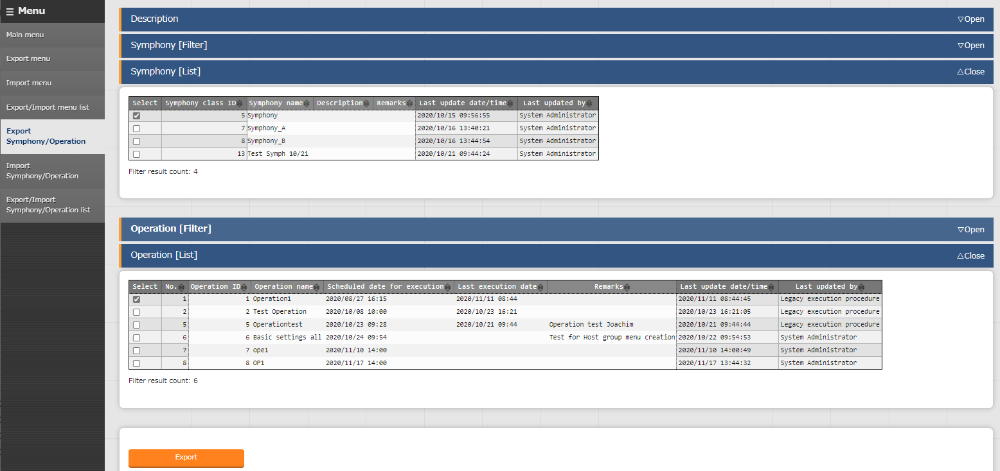 ☰ Menu
Main menu
Export menu
Import menu
Export/Import menu list
Export
Symphony/Operation
Import
Symphony/Operation
Export/Import
Symphony/Operation list
Description ▽Open
Symphony [Filter] ▽Open
Symphony [List] △Close
Select Symphony class ID Symphony name Description Remarks Last update date/time Last updated by
5 Symphony 2020/10/15 09:56:55 System Administrator
7 Symphony_A 2020/10/16 13:40:21 System Administrator
8 Symphony_B 2020/10/16 13:44:54 System Administrator
13 Test Symph 10/21 2020/10/21 09:44:24 System Administrator
Filter result count: 4
Operation [Filter] ▽Open
Operation [List] △Close
Select No. Operation ID Operation name Scheduled date for execution Last execution date Remarks Last update date/time Last updated by
1 1 Operation1 2020/08/27 16:15 2020/11/11 08:44 2020/11/11 08:44:45 Legacy execution procedure
2 2 Test Operation 2020/10/08 10:00 2020/10/23 16:21 2020/10/23 16:21:05 Legacy execution procedure
5 5 Operationtest 2020/10/23 09:28 2020/10/21 09:44 Operation test Joachim 2020/10/21 09:44:44 Legacy execution procedure
6 6 Basic settings all 2020/10/24 09:54 Test for Host group menu creation 2020/10/22 09:54:53 System Administrator
7 7 ope1 2020/11/10 14:00 2020/11/10 14:00:49 System Administrator
8 8 OP1 2020/11/17 14:00 2020/11/17 13:44:32 System Administrator
Filter result count: 6
Export